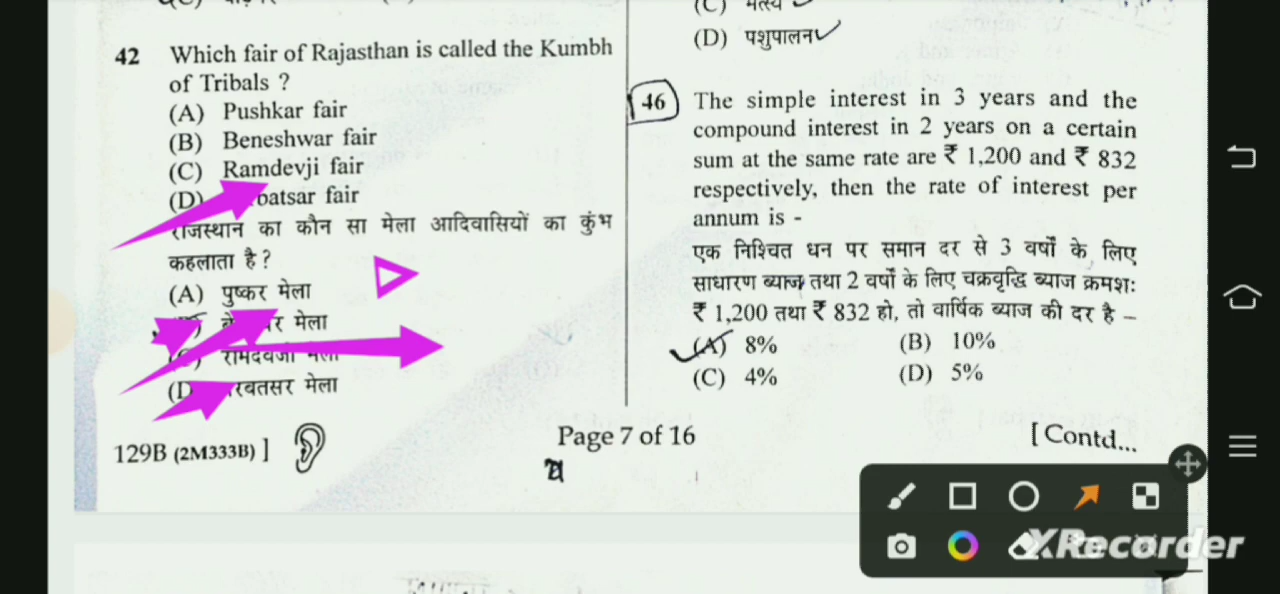 42 Which fair of Rajasthan is called the Kumbh
of Tribals ?
(A) Pushkar fair
(B) Beneshwar fair
(C) Ramdevji fair
(D) batsar fair
राजस्थान का कौन सा मेला आदिवासियों का कुंभ
कहलाता है ?
(A) पुष्कर मेला
मेला
(C) रामदेवजी मेला
(D) रबतसर मेला
129B (2M333B) ]
(C) मत्स्य
(D) पशुपालन
46 The simple interest in 3 years and the
compound interest in 2 years on a certain
sum at the same rate are ₹ 1,200 and ₹ 832
respectively, then the rate of interest per
annum is -
एक निश्चित धन पर समान दर से 3 वर्षों के लिए
साधारण ब्याज तथा 2 वर्षों के लिए चक्रवृद्धि ब्याज क्रमशः
₹ 1,200 तथा ₹ 832 हो, तो वार्षिक ब्याज की दर है –
(A) 8% (B) 10%
(C) 4% (D) 5%
Page 7 of 16
[ Contd...
XRecorder